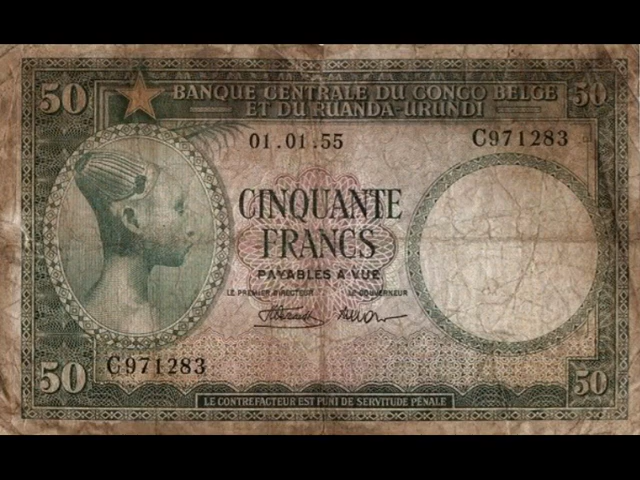 50 BANQUE CENTRALE DU CONGO BELGE 50
ET DU RUANDA-URUNDI
01.01.55 C971283
CINQUANTE
FRANCS
PAYABLES A VUE
LE PREMIER DIRECTEUR LE GOUVERNEUR
C971283
50 50
LE CONTREFACTEUR EST PUNI DE SERVITUDE PÉNALE